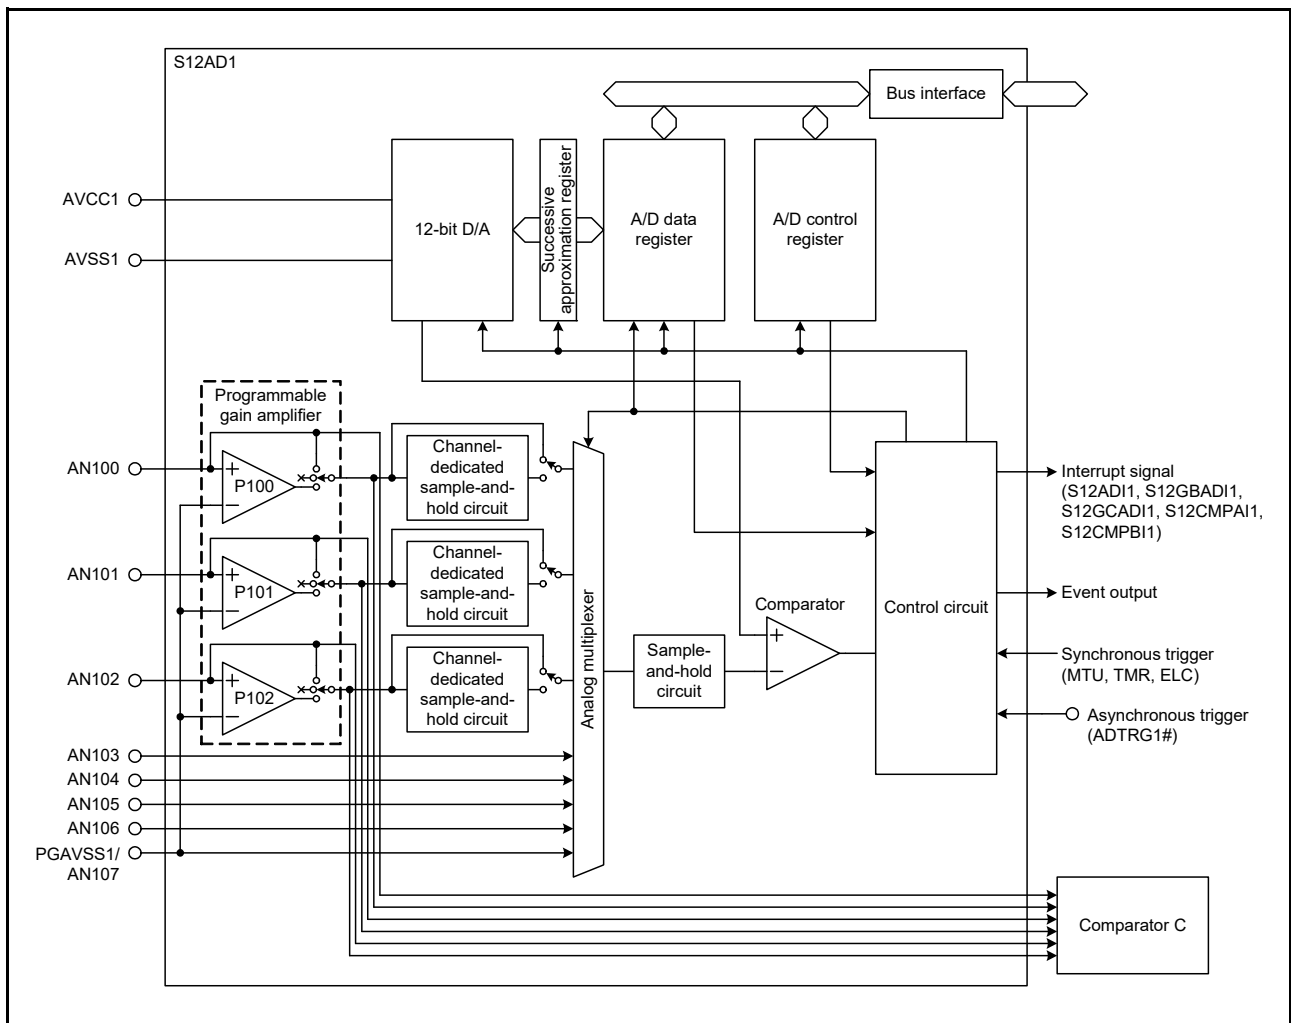 S12AD1
Bus interface
AVCC1
AVSS1
12-bit D/A
Successive
approximation register
A/D data
register
A/D control
register
Programmable
gain amplifier
AN100
+
P100
−
Channel-
dedicated
sample-and-
hold circuit
AN101
+
P101
−
Channel-
dedicated
sample-and-
hold circuit
AN102
+
P102
−
Channel-
dedicated
sample-and-
hold circuit
AN103
AN104
AN105
AN106
PGAVSS1/
AN107
Analog multiplexer
Sample-
and-hold
circuit
Comparator
+
−
Control circuit
Interrupt signal
(S12ADI1, S12GBADI1,
S12GCADI1, S12CMPAI1,
S12CMPBI1)
Event output
Synchronous trigger
(MTU, TMR, ELC)
Asynchronous trigger
(ADTRG1#)
Comparator C